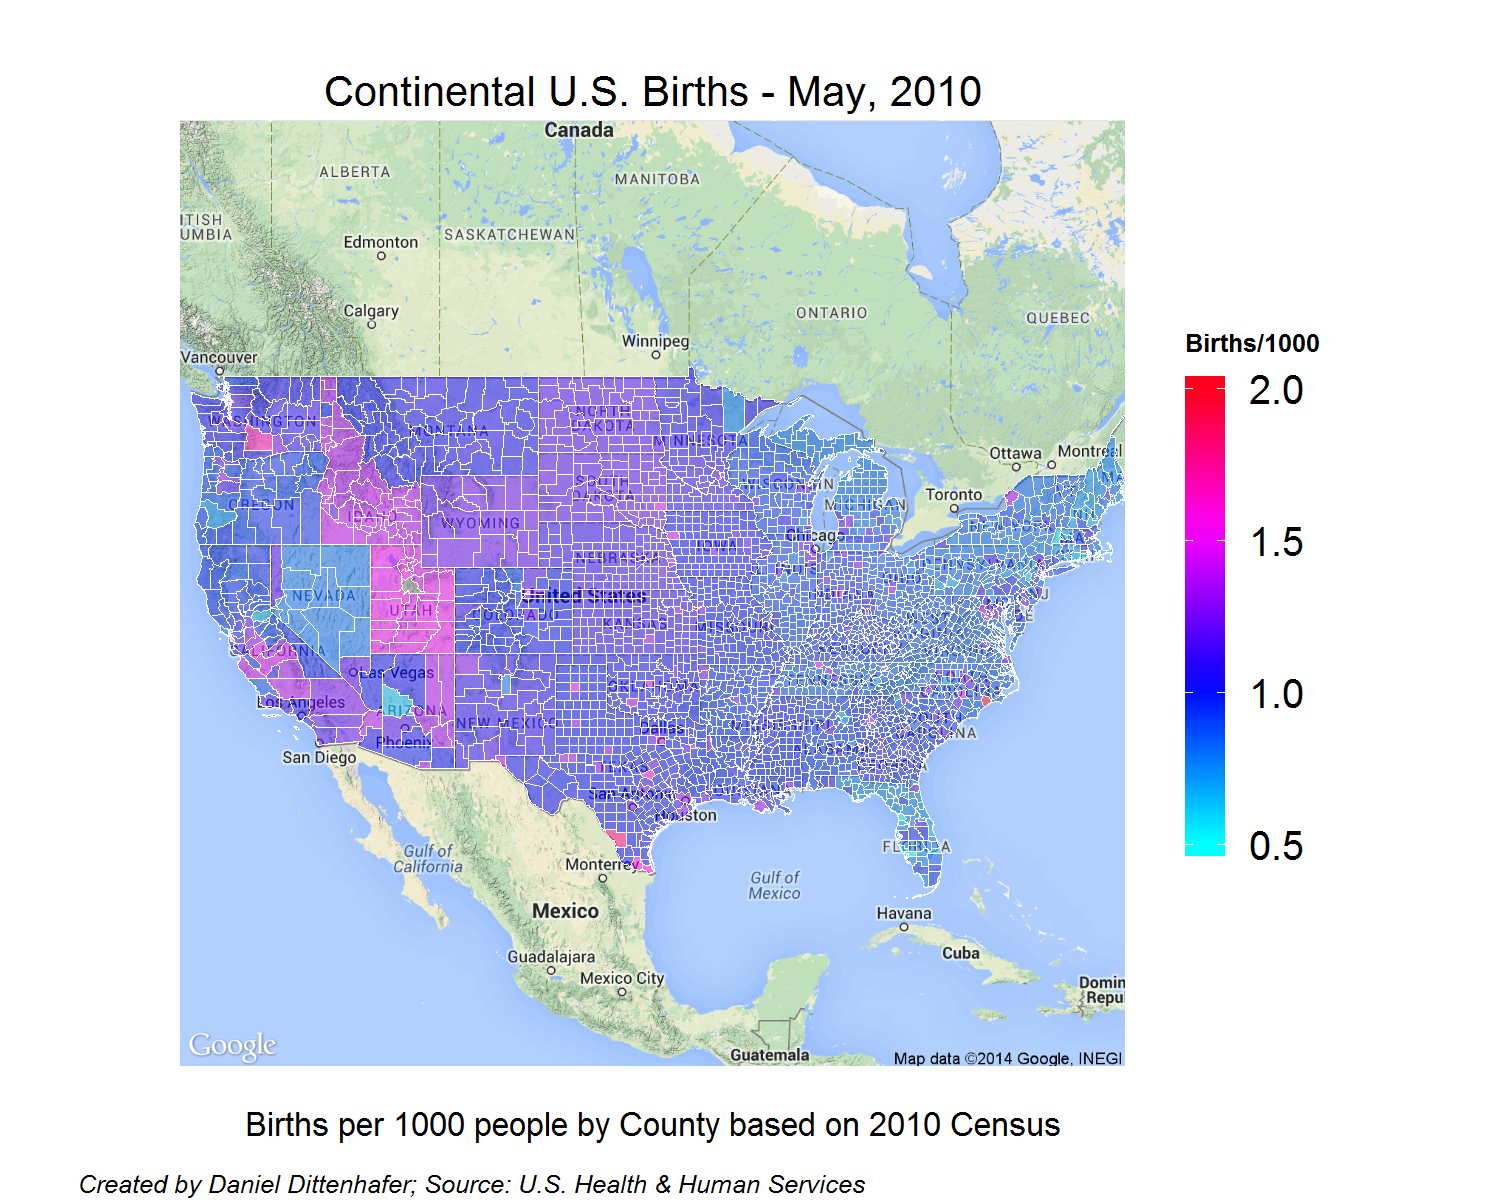 Continental U.S. Births - May, 2010
Canada
ALBERTA
MANITOBA
ITISH
UMBIA
Edmonton
SASKATCHEWAN
Calgary
ONTARIO
QUEBEC
Winnipeg
Vancouver
Births/1000
2.0
1.5
1.0
0.5
WASHINGTON
MONTANA
NORTH
DAKOTA
MINNESOTA
Ottawa
Montreal
Toronto
OREGON
IDAHO
WYOMING
SOUTH
DAKOTA
WISCONSIN
MICHIGAN
Chicago
IOWA
NEBRASKA
NEVADA
UTAH
COLORADO
United States
KANSAS
MISSOURI
CALIFORNIA
Las Vegas
Los Angeles
ARIZONA
Phoenix
NEW MEXICO
OKLAHOMA
Dallas
San Diego
TEXAS
San Antonio
Houston
FLORIDA
Gulf of
California
Monterrey
Gulf of
Mexico
Mexico
Havana
Cuba
Guadalajara
Mexico City
Domin
Repu
Guatemala
Google
Map data ©2014 Google, INEGI
Births per 1000 people by County based on 2010 Census
Created by Daniel Dittenhafer; Source: U.S. Health & Human Services